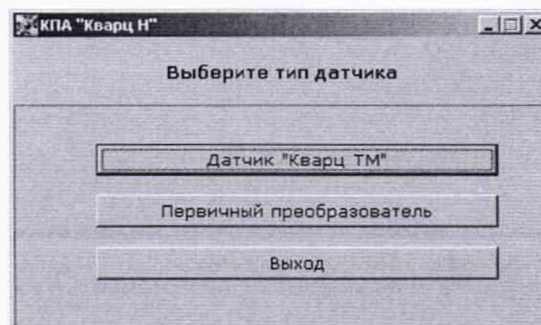 КПА "Кварц Н"
Выберите тип датчика
Датчик "Кварц ТМ"
Первичный преобразователь
Выход